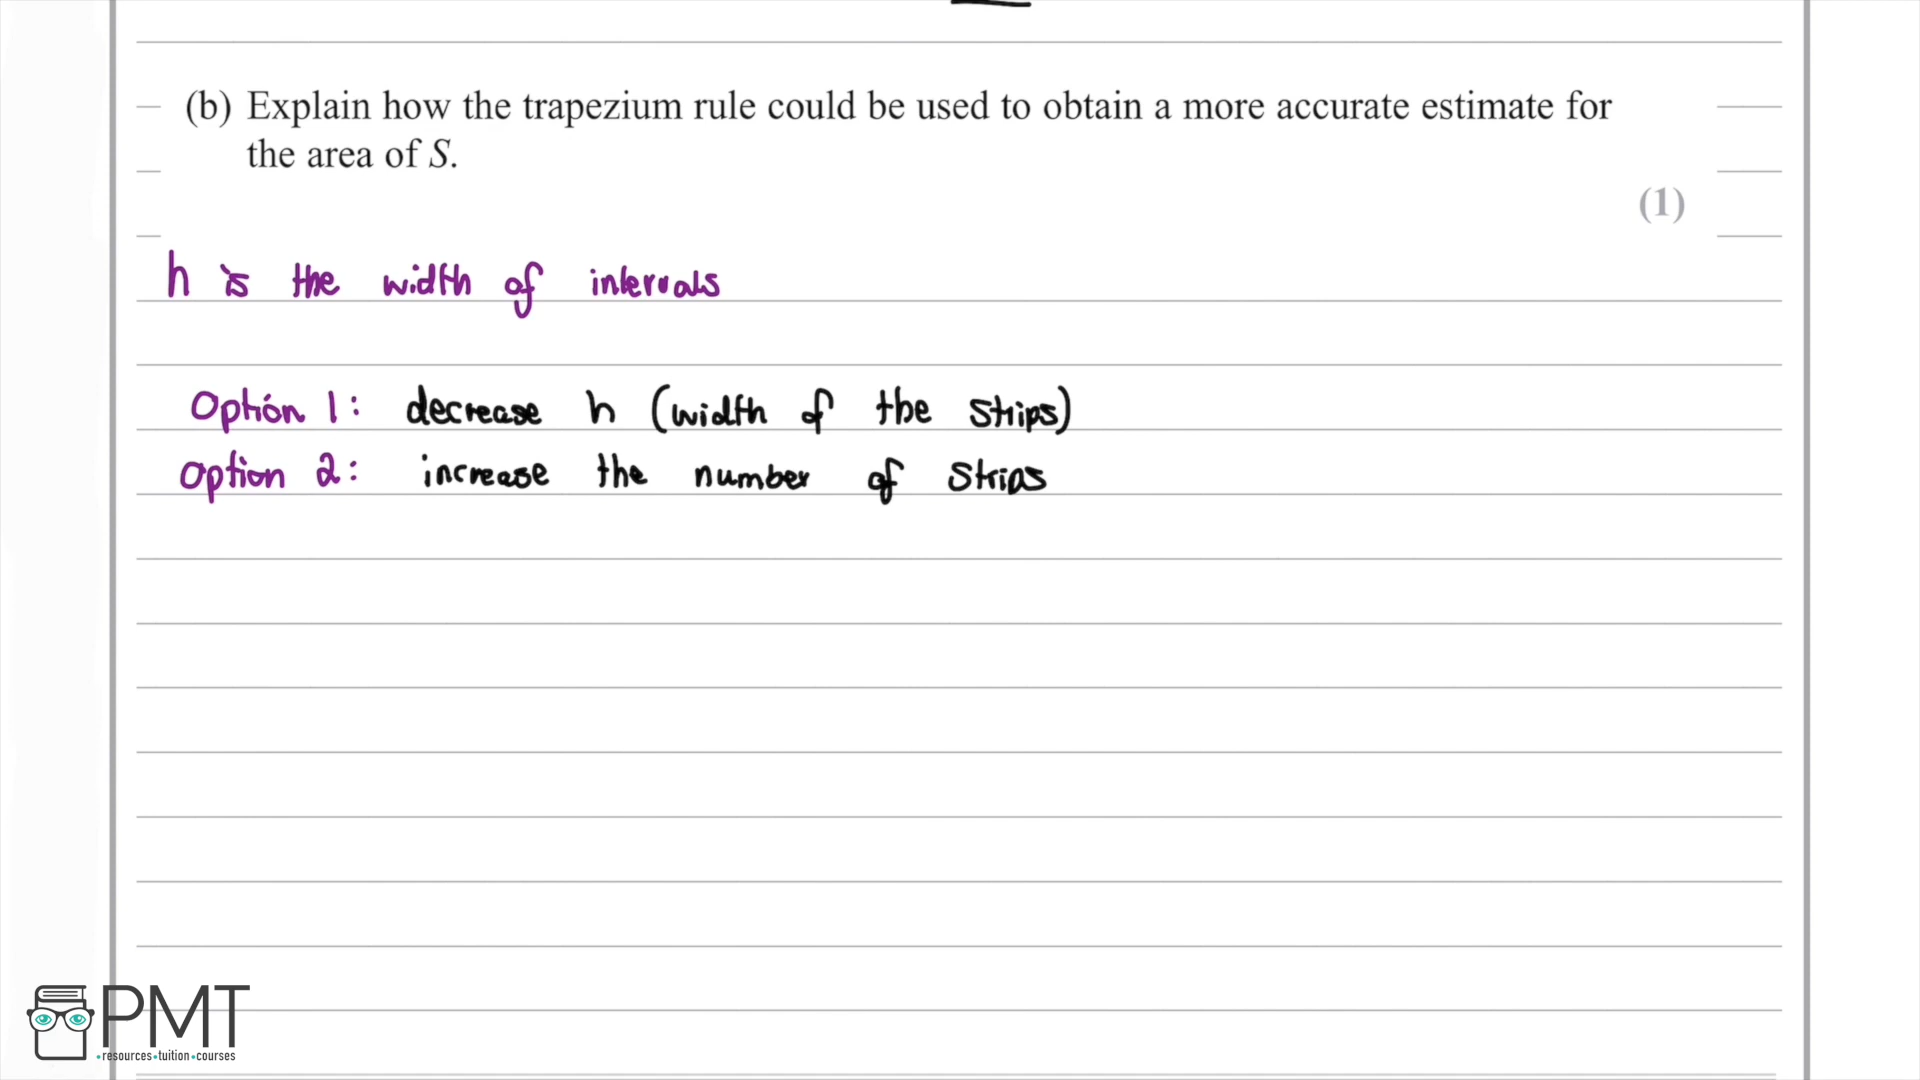 (b) Explain how the trapezium rule could be used to obtain a more accurate estimate for
the area of S.
(1)
h is the width of intervals
Option 1: decrease h (width of the strips)
Option 2: increase the number of strips
PMT
•resources•tuition•courses